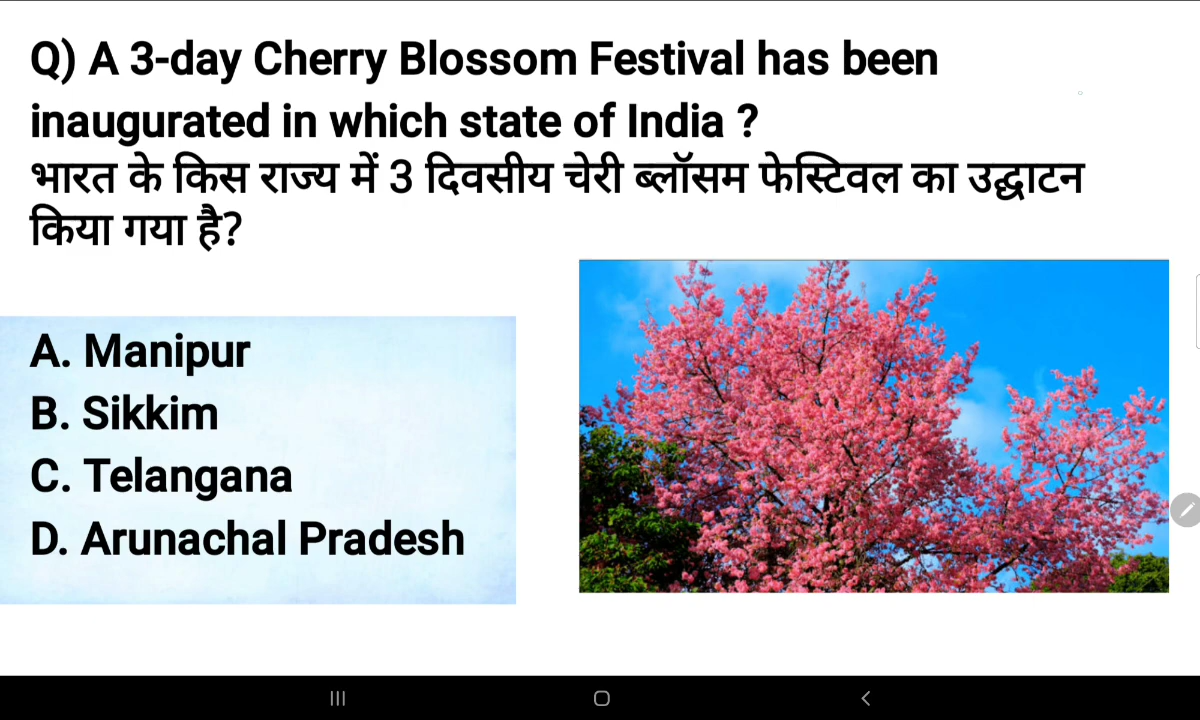 Q) A 3-day Cherry Blossom Festival has been
inaugurated in which state of India ?
भारत के किस राज्य में 3 दिवसीय चेरी ब्लॉसम फेस्टिवल का उद्घाटन
किया गया है?
A. Manipur
B. Sikkim
C. Telangana
D. Arunachal Pradesh